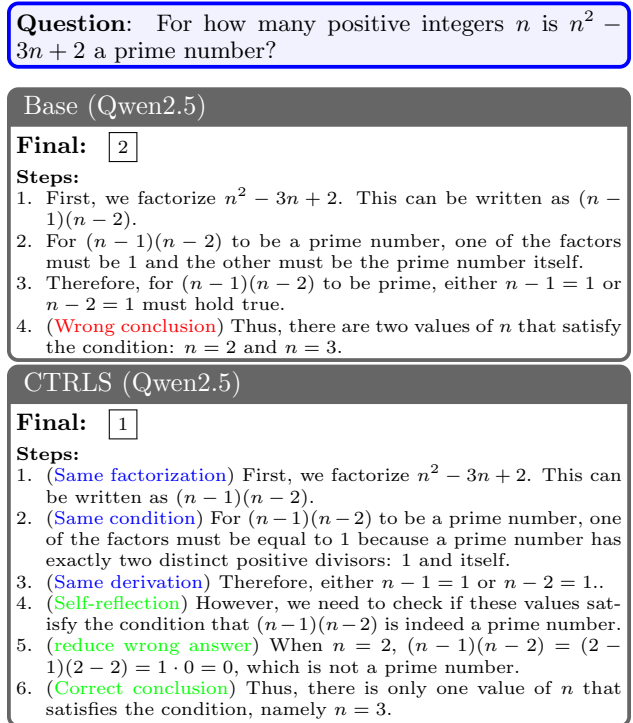 Question: For how many positive integers n is n² −
3n + 2 a prime number?
Base (Qwen2.5)
Final: 2
Steps:
1. First, we factorize n² − 3n + 2. This can be written as (n −
1)(n − 2).
2. For (n − 1)(n − 2) to be a prime number, one of the factors
must be 1 and the other must be the prime number itself.
3. Therefore, for (n − 1)(n − 2) to be prime, either n − 1 = 1 or
n − 2 = 1 must hold true.
4. (Wrong conclusion) Thus, there are two values of n that satisfy
the condition: n = 2 and n = 3.
CTRLS (Qwen2.5)
Final: 1
Steps:
1. (Same factorization) First, we factorize n² − 3n + 2. This can
be written as (n − 1)(n − 2).
2. (Same condition) For (n−1)(n−2) to be a prime number, one
of the factors must be equal to 1 because a prime number has
exactly two distinct positive divisors: 1 and itself.
3. (Same derivation) Therefore, either n − 1 = 1 or n − 2 = 1..
4. (Self-reflection) However, we need to check if these values sat-
isfy the condition that (n−1)(n−2) is indeed a prime number.
5. (reduce wrong answer) When n = 2, (n − 1)(n − 2) = (2 −
1)(2 − 2) = 1 · 0 = 0, which is not a prime number.
6. (Correct conclusion) Thus, there is only one value of n that
satisfies the condition, namely n = 3.